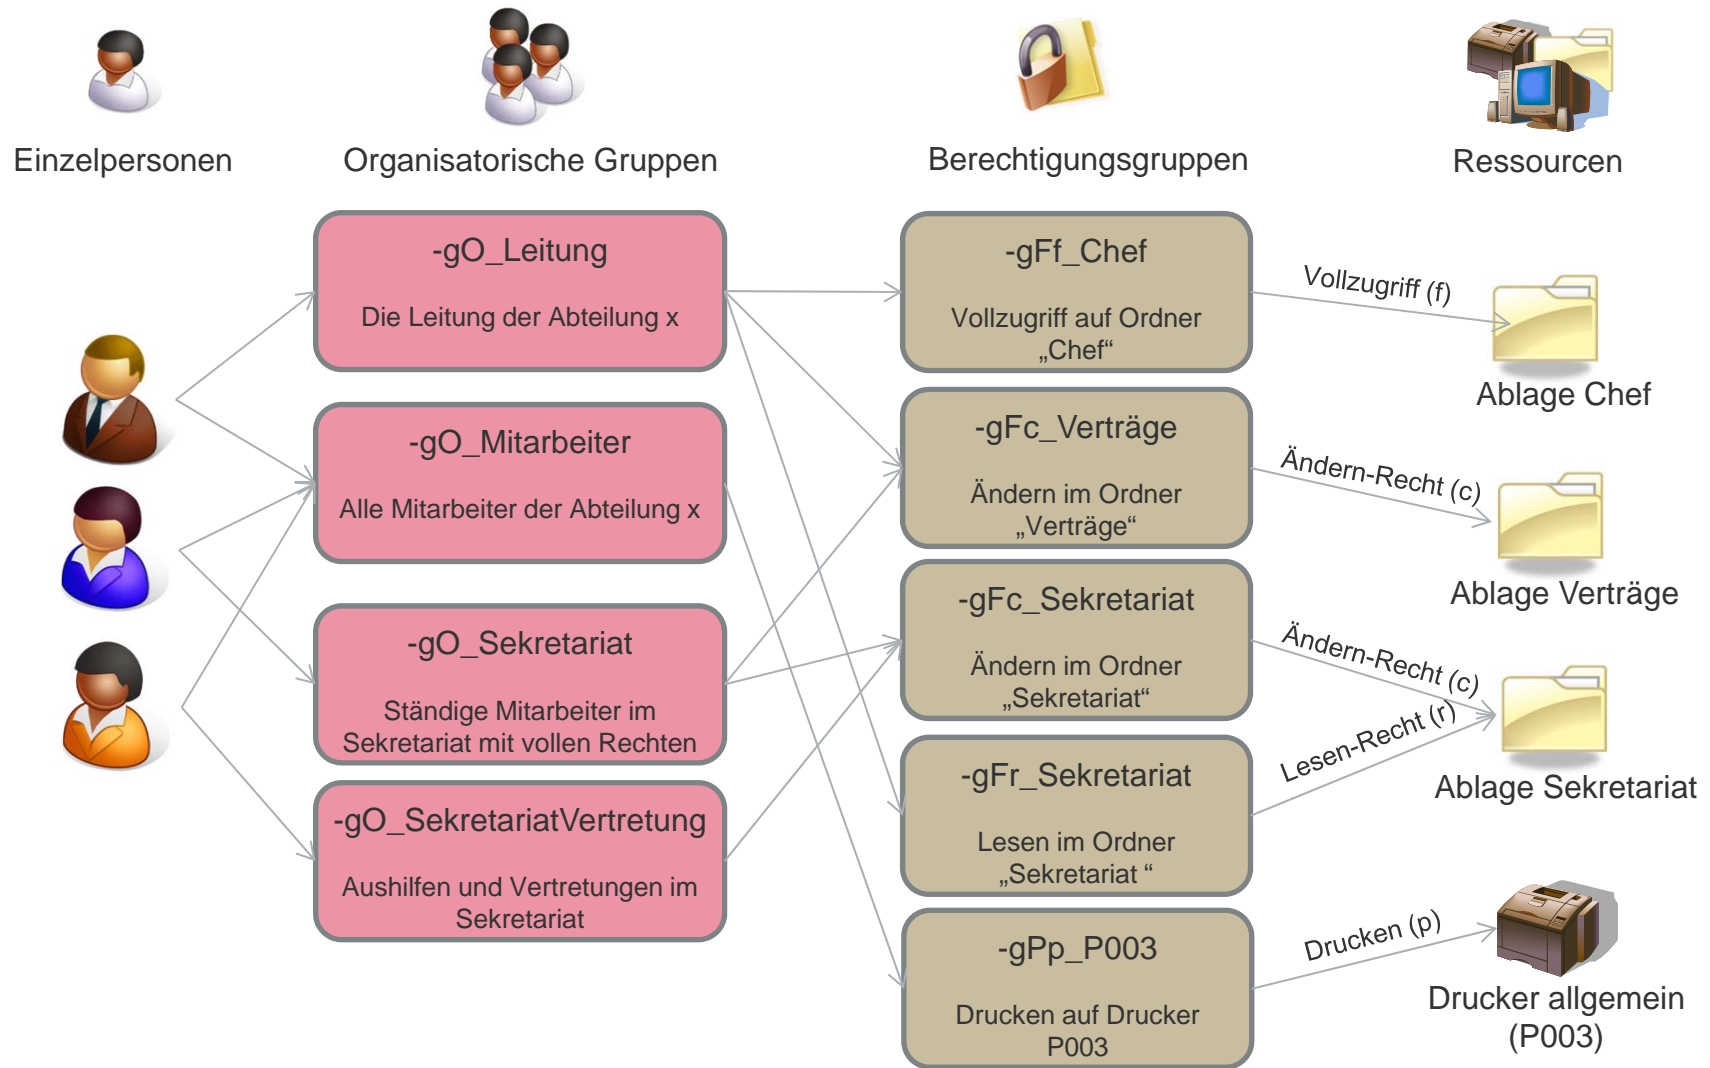 Einzelpersonen
Organisatorische Gruppen
Berechtigungsgruppen
Ressourcen
-gO_Leitung
Die Leitung der Abteilung x
-gO_Mitarbeiter
Alle Mitarbeiter der Abteilung x
-gO_Sekretariat
Ständige Mitarbeiter im
Sekretariat mit vollen Rechten
-gO_SekretariatVertretung
Aushilfen und Vertretungen im
Sekretariat
-gFf_Chef
Vollzugriff auf Ordner
„Chef“
-gFc_Verträge
Ändern im Ordner
„Verträge“
-gFc_Sekretariat
Ändern im Ordner
„Sekretariat“
-gFr_Sekretariat
Lesen im Ordner
„Sekretariat “
-gPp_P003
Drucken auf Drucker
P003
Vollzugriff (f)
Ablage Chef
Ändern-Recht (c)
Ablage Verträge
Ändern-Recht (c)
Lesen-Recht (r)
Ablage Sekretariat
Drucken (p)
Drucker allgemein
(P003)